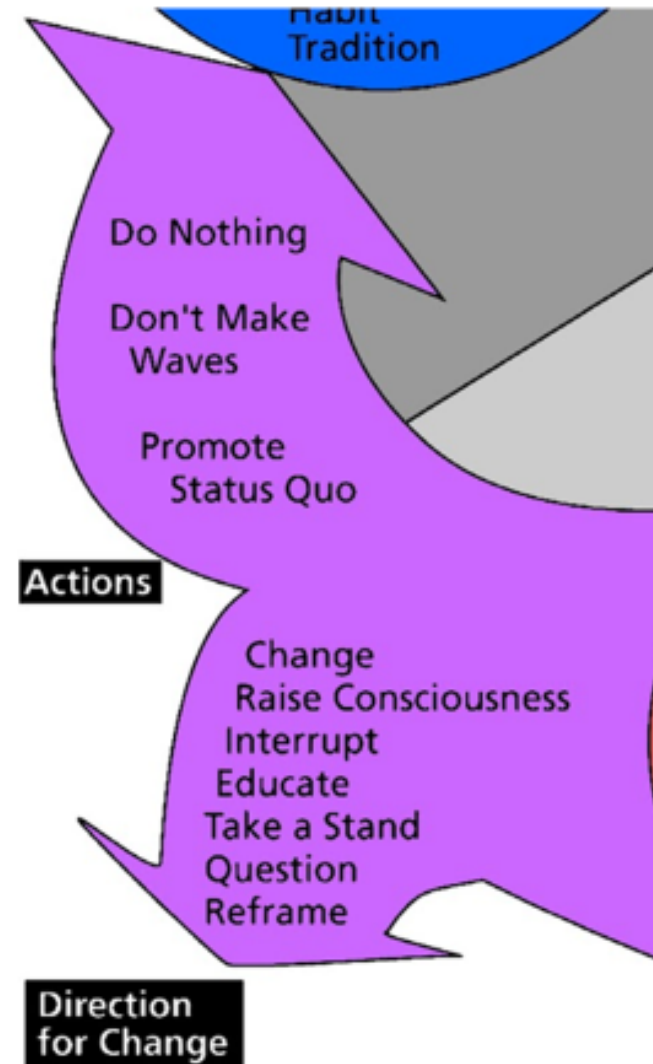 Habit
Tradition
Do Nothing
Don't Make
Waves
Promote
Status Quo
Actions
Change
Raise Consciousness
Interrupt
Educate
Take a Stand
Question
Reframe
Direction
for Change